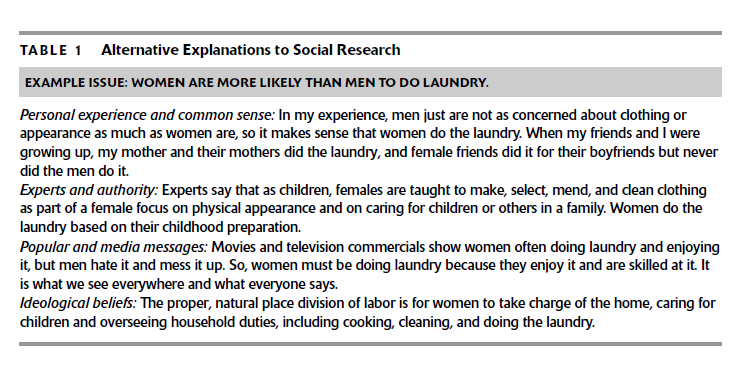 TABLE 1 Alternative Explanations to Social Research
EXAMPLE ISSUE: WOMEN ARE MORE LIKELY THAN MEN TO DO LAUNDRY.
Personal experience and common sense: In my experience, men just are not as concerned about clothing or
appearance as much as women are, so it makes sense that women do the laundry. When my friends and I were
growing up, my mother and their mothers did the laundry, and female friends did it for their boyfriends but never
did the men do it.
Experts and authority: Experts say that as children, females are taught to make, select, mend, and clean clothing
as part of a female focus on physical appearance and on caring for children or others in a family. Women do the
laundry based on their childhood preparation.
Popular and media messages: Movies and television commercials show women often doing laundry and enjoying
it, but men hate it and mess it up. So, women must be doing laundry because they enjoy it and are skilled at it. It
is what we see everywhere and what everyone says.
Ideological beliefs: The proper, natural place division of labor is for women to take charge of the home, caring for
children and overseeing household duties, including cooking, cleaning, and doing the laundry.